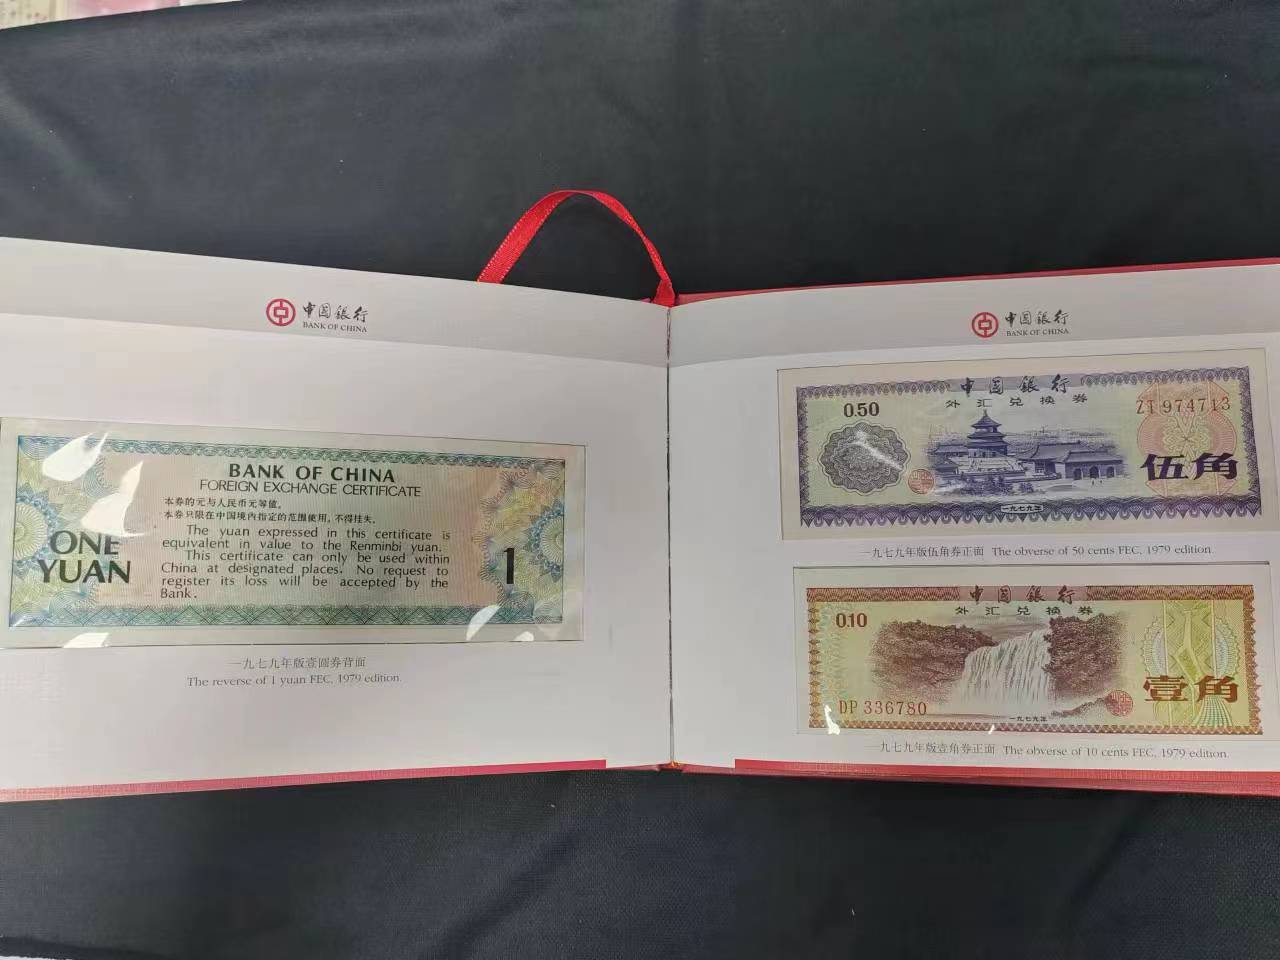 中国银行
BANK OF CHINA
BANK OF CHINA
FOREIGN EXCHANGE CERTIFICATE
本券的元与人民币元等值。
本券只限在中国境内指定的范围使用，不得挂失。
The yuan expressed in this certificate is
equivalent in value to the Renminbi yuan.
This certificate can only be used within
China at designated places. No request to
register its loss will be accepted by the
Bank.
ONE
YUAN
1
一九七九年版壹圆券背面
The reverse of 1 yuan FEC, 1979 edition.
中国银行
BANK OF CHINA
中国银行
外汇兑换券
0.50
ZT 974713
伍角
一九七九年
一九七九年版伍角券正面 The obverse of 50 cents FEC, 1979 edition.
中国银行
外汇兑换券
0.10
壹角
DP 336780
一九七九年
一九七九年版壹角券正面 The obverse of 10 cents FEC, 1979 edition.